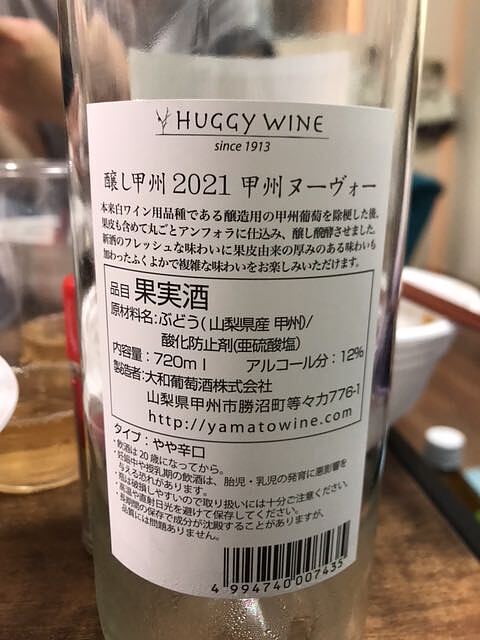 HUGGY WINE
since 1913
醸し甲州 2021 甲州ヌーヴォー
本来白ワイン用品種である醸造用の甲州葡萄を除梗した後、
果皮も含めて丸ごとアンフォラに仕込み、醸し醗酵させました。
新酒のフレッシュな味わいに果皮由来の厚みのある味わいも
加わったふくよかで複雑な味わいをお楽しみいただけます。
品目 果実酒
原材料名:ぶどう(山梨県産 甲州)/
酸化防止剤(亜硫酸塩)
内容量:720ml アルコール分:12%
製造者:大和葡萄酒株式会社
山梨県甲州市勝沼町等々力776-1
http://yamatowine.com
タイプ:やや辛口
・飲酒は20歳になってから。
・妊娠中や授乳期の飲酒は、胎児・乳児の発育に悪影響を
与える恐れがあります。
・瓶は破損しやすいので取り扱いには十分ご注意ください。
・高温や直射日光を避けて保存してください。
・長期間の保存で成分が沈殿することがありますが、
品質には問題ありません。
4 994740 007435